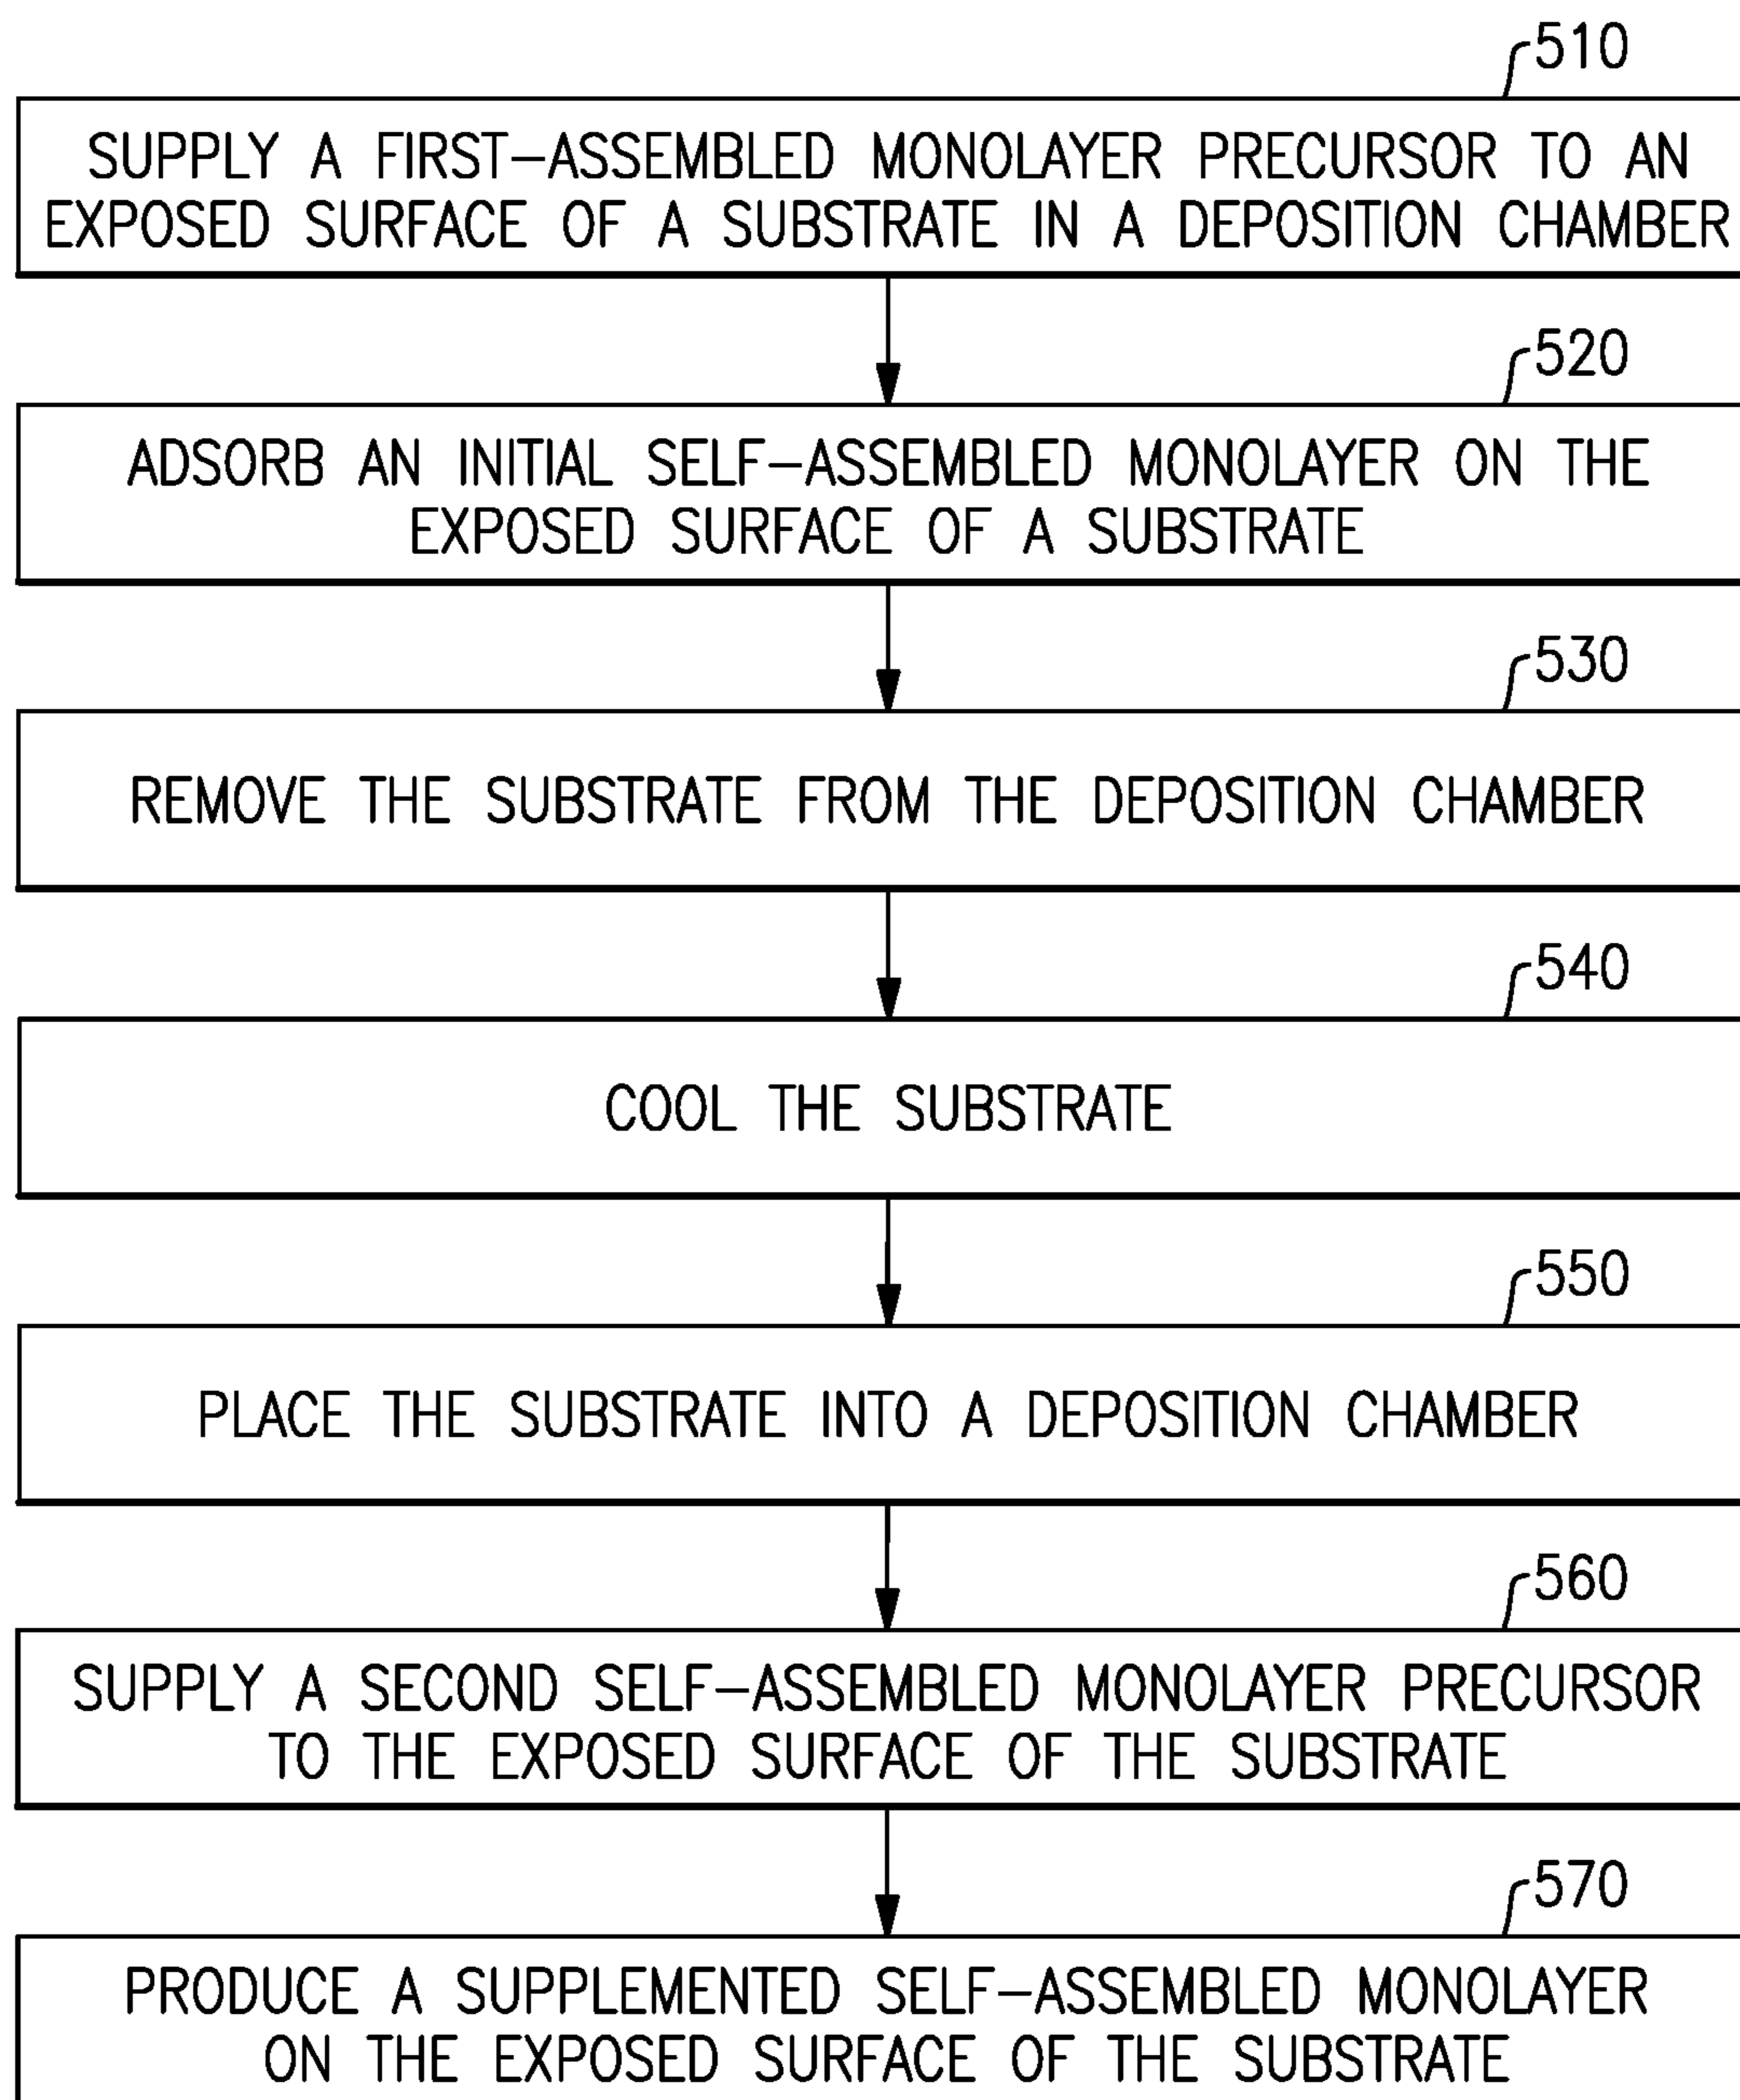 510
SUPPLY A FIRST-ASSEMBLED MONOLAYER PRECURSOR TO AN
EXPOSED SURFACE OF A SUBSTRATE IN A DEPOSITION CHAMBER
520
ADSORB AN INITIAL SELF-ASSEMBLED MONOLAYER ON THE
EXPOSED SURFACE OF A SUBSTRATE
530
REMOVE THE SUBSTRATE FROM THE DEPOSITION CHAMBER
540
COOL THE SUBSTRATE
550
PLACE THE SUBSTRATE INTO A DEPOSITION CHAMBER
560
SUPPLY A SECOND SELF-ASSEMBLED MONOLAYER PRECURSOR
TO THE EXPOSED SURFACE OF THE SUBSTRATE
570
PRODUCE A SUPPLEMENTED SELF-ASSEMBLED MONOLAYER
ON THE EXPOSED SURFACE OF THE SUBSTRATE